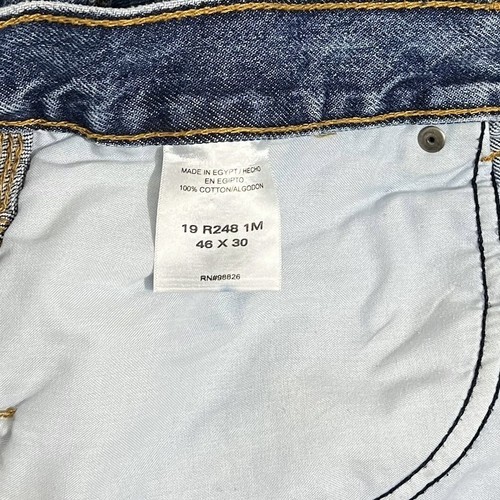 MADE IN EGYPT / HECHO
EN EGIPTO
100% COTTON/ALGODON
19 R248 1M
46 X 30
RN#98826